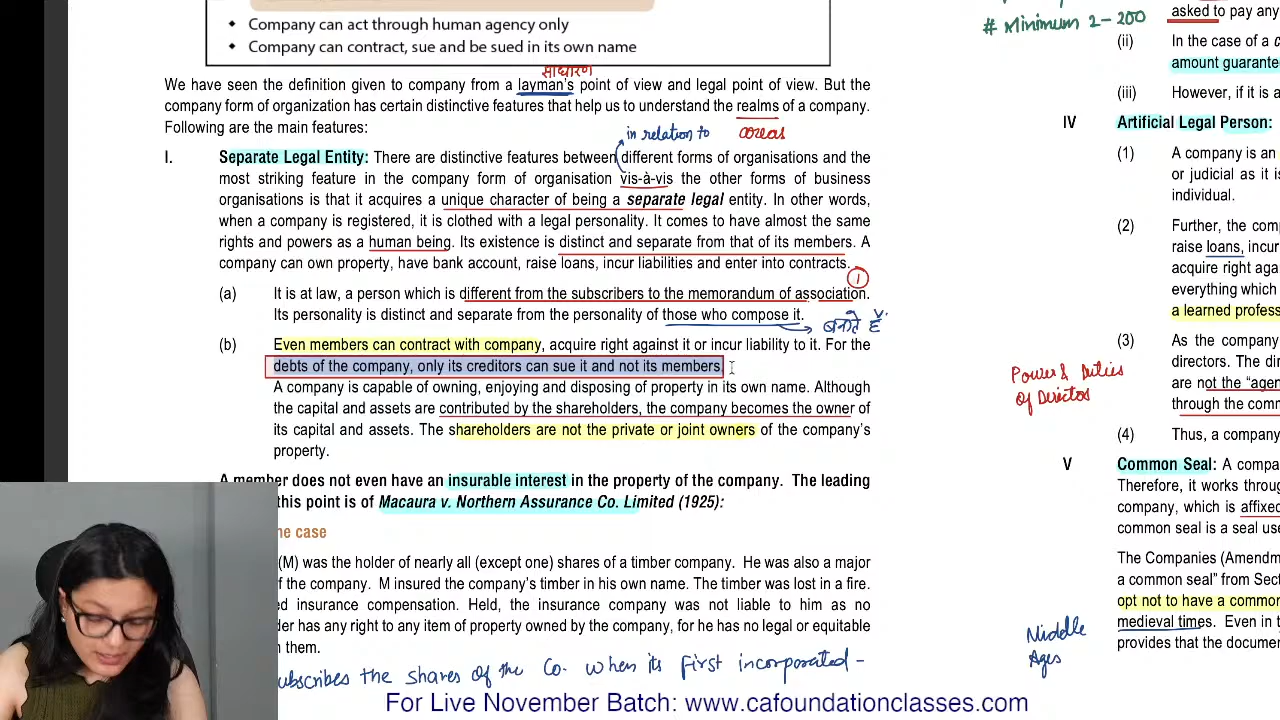 ◆ Company can act through human agency only
◆ Company can contract, sue and be sued in its own name
साधारण
We have seen the definition given to company from a layman's point of view and legal point of view. But the
company form of organization has certain distinctive features that help us to understand the realms of a company.
Following are the main features:
in relation to
areas
I. Separate Legal Entity: There are distinctive features between different forms of organisations and the
most striking feature in the company form of organisation vis-à-vis the other forms of business
organisations is that it acquires a unique character of being a separate legal entity. In other words,
when a company is registered, it is clothed with a legal personality. It comes to have almost the same
rights and powers as a human being. Its existence is distinct and separate from that of its members. A
company can own property, have bank account, raise loans, incur liabilities and enter into contracts.
1
(a) It is at law, a person which is different from the subscribers to the memorandum of association.
Its personality is distinct and separate from the personality of those who compose it.
बनाते हैं
(b) Even members can contract with company, acquire right against it or incur liability to it. For the
debts of the company, only its creditors can sue it and not its members.
A company is capable of owning, enjoying and disposing of property in its own name. Although
the capital and assets are contributed by the shareholders, the company becomes the owner of
its capital and assets. The shareholders are not the private or joint owners of the company's
property.
A member does not even have an insurable interest in the property of the company. The leading
this point is of Macaura v. Northern Assurance Co. Limited (1925):
case
(M) was the holder of nearly all (except one) shares of a timber company. He was also a major
of the company. M insured the company's timber in his own name. The timber was lost in a fire.
insurance compensation. Held, the insurance company was not liable to him as no
has any right to any item of property owned by the company, for he has no legal or equitable
them.
the shares of the Co. when its first incorporated -
# Minimum 2-200
asked to pay any
(ii) In the case of a
amount guarante
(iii) However, if it is a
IV Artificial Legal Person:
(1) A company is an
or judicial as it is
individual.
(2) Further, the comp
raise loans, incur
acquire right aga
everything which
a learned profess
(3) As the company
directors. The dir
are not the "agen
through the comm
Power & Duties
of Director
(4) Thus, a company
V Common Seal: A compa
Therefore, it works throug
company, which is affixed
common seal is a seal use
The Companies (Amendm
a common seal" from Sect
opt not to have a common
medieval times. Even in t
provides that the docume
Middle
Ages
For Live November Batch: www.cafoundationclasses.com